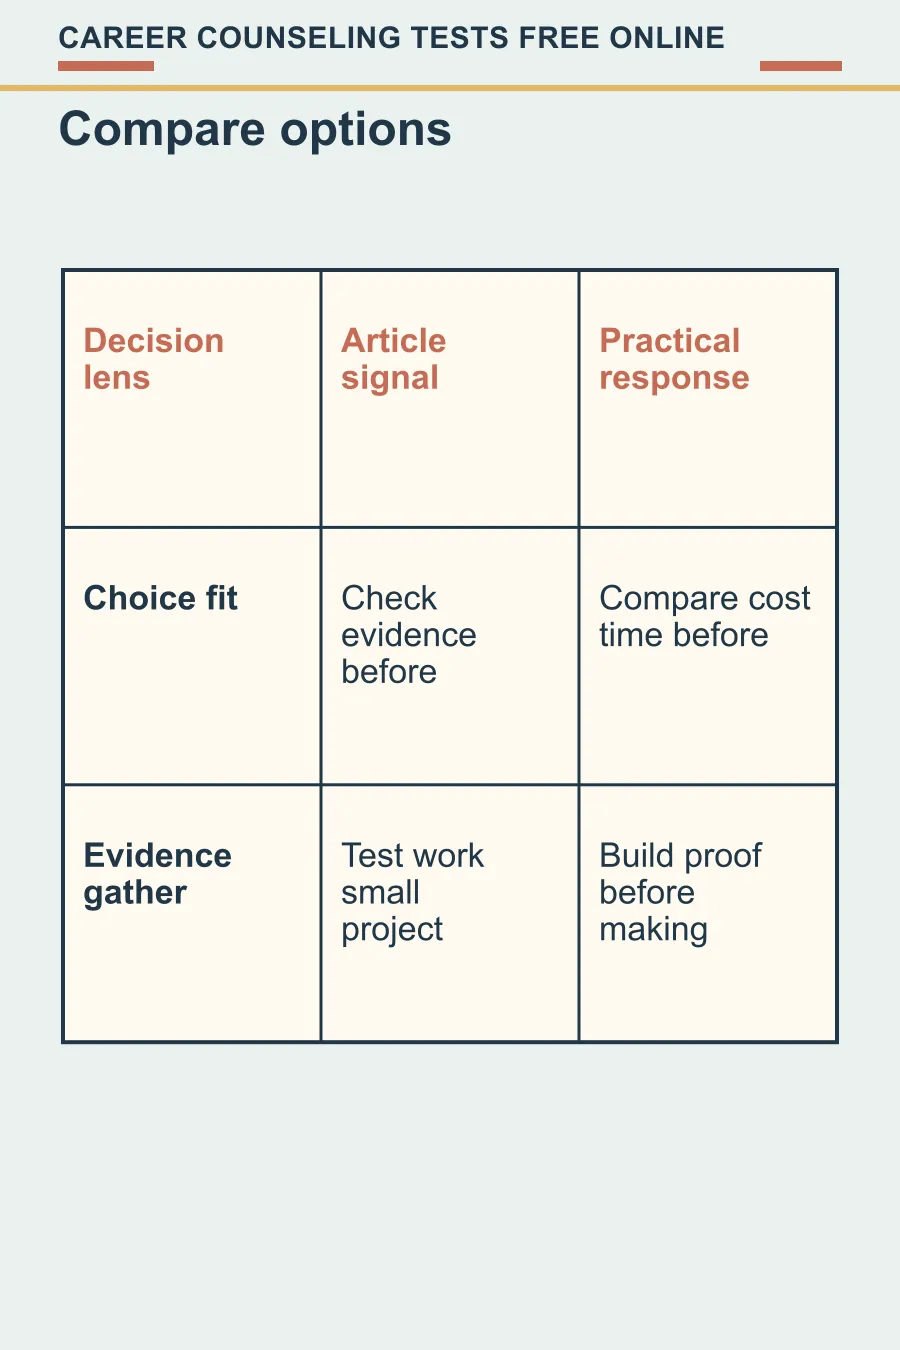 CAREER COUNSELING TESTS FREE ONLINE
Compare options
Decision
lens
Article
signal
Practical
response
Choice fit
Check
evidence
before
Compare cost
time before
Evidence
gather
Test work
small
project
Build proof
before
making